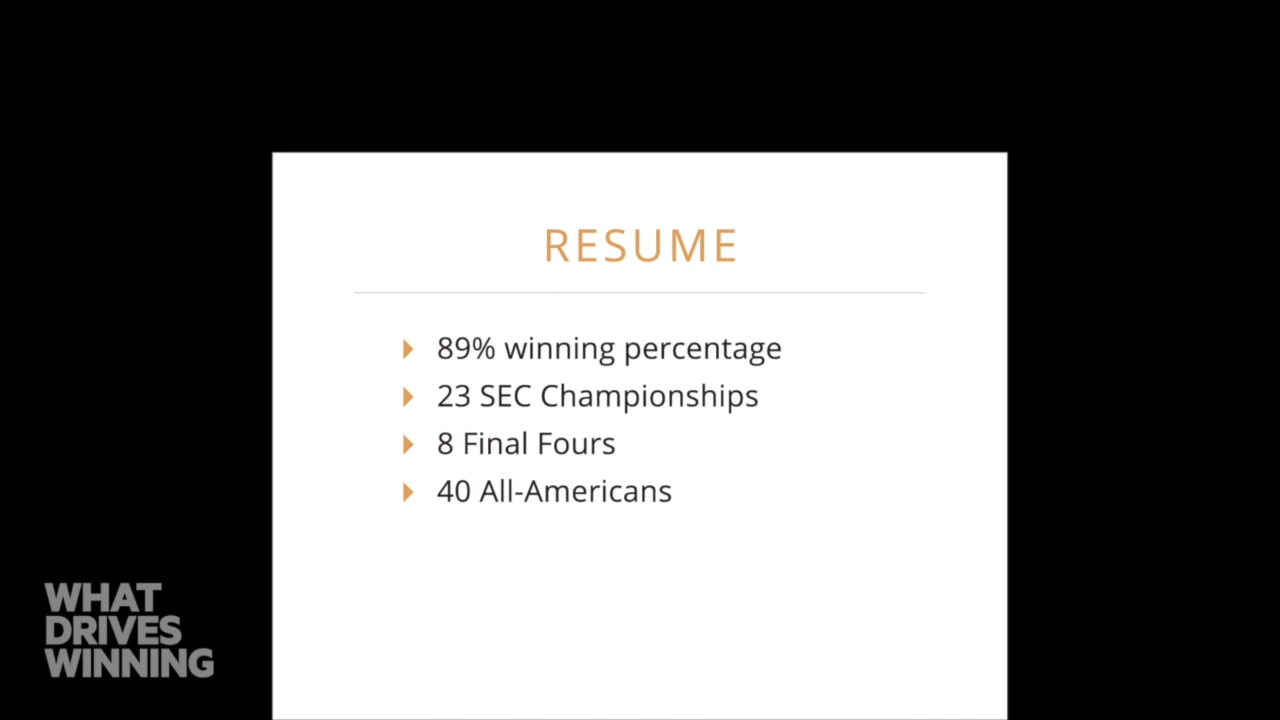 RESUME
89% winning percentage
23 SEC Championships
8 Final Fours
40 All-Americans
WHAT
DRIVES
WINNING